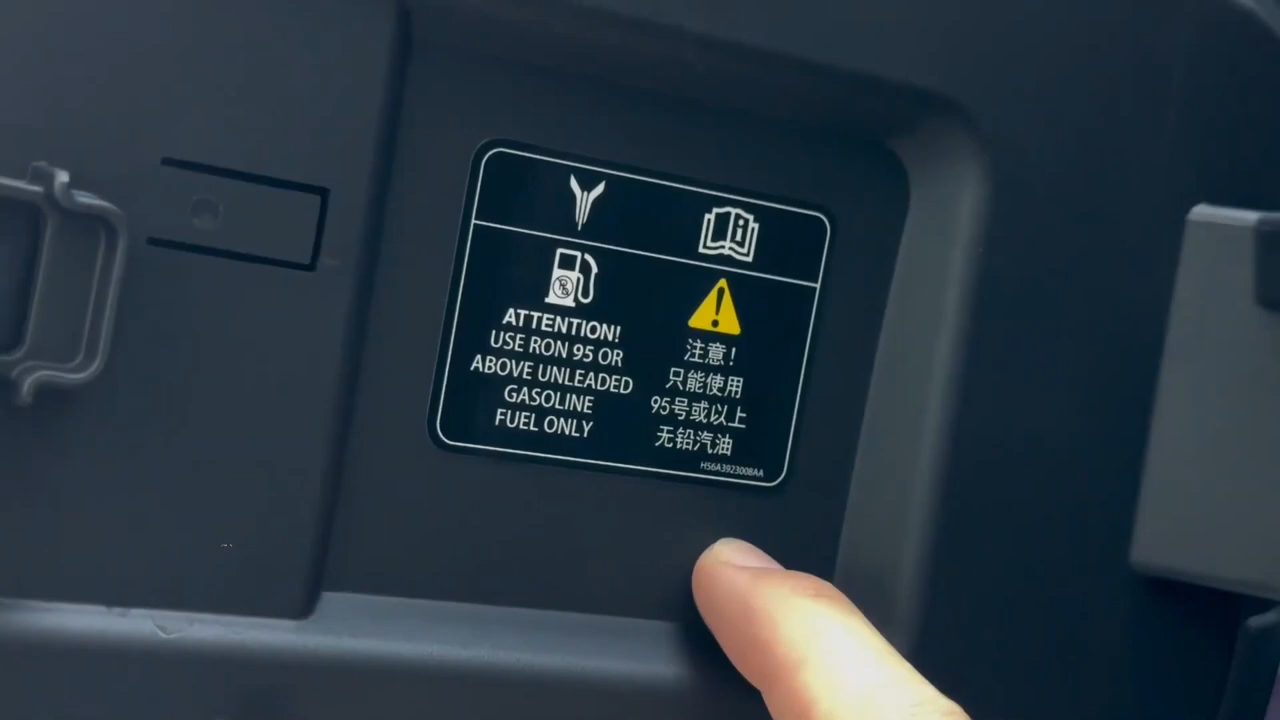 ATTENTION!
USE RON 95 OR
ABOVE UNLEADED
GASOLINE
FUEL ONLY
注意!
只能使用
95号或以上
无铅汽油
H56A3923008AA